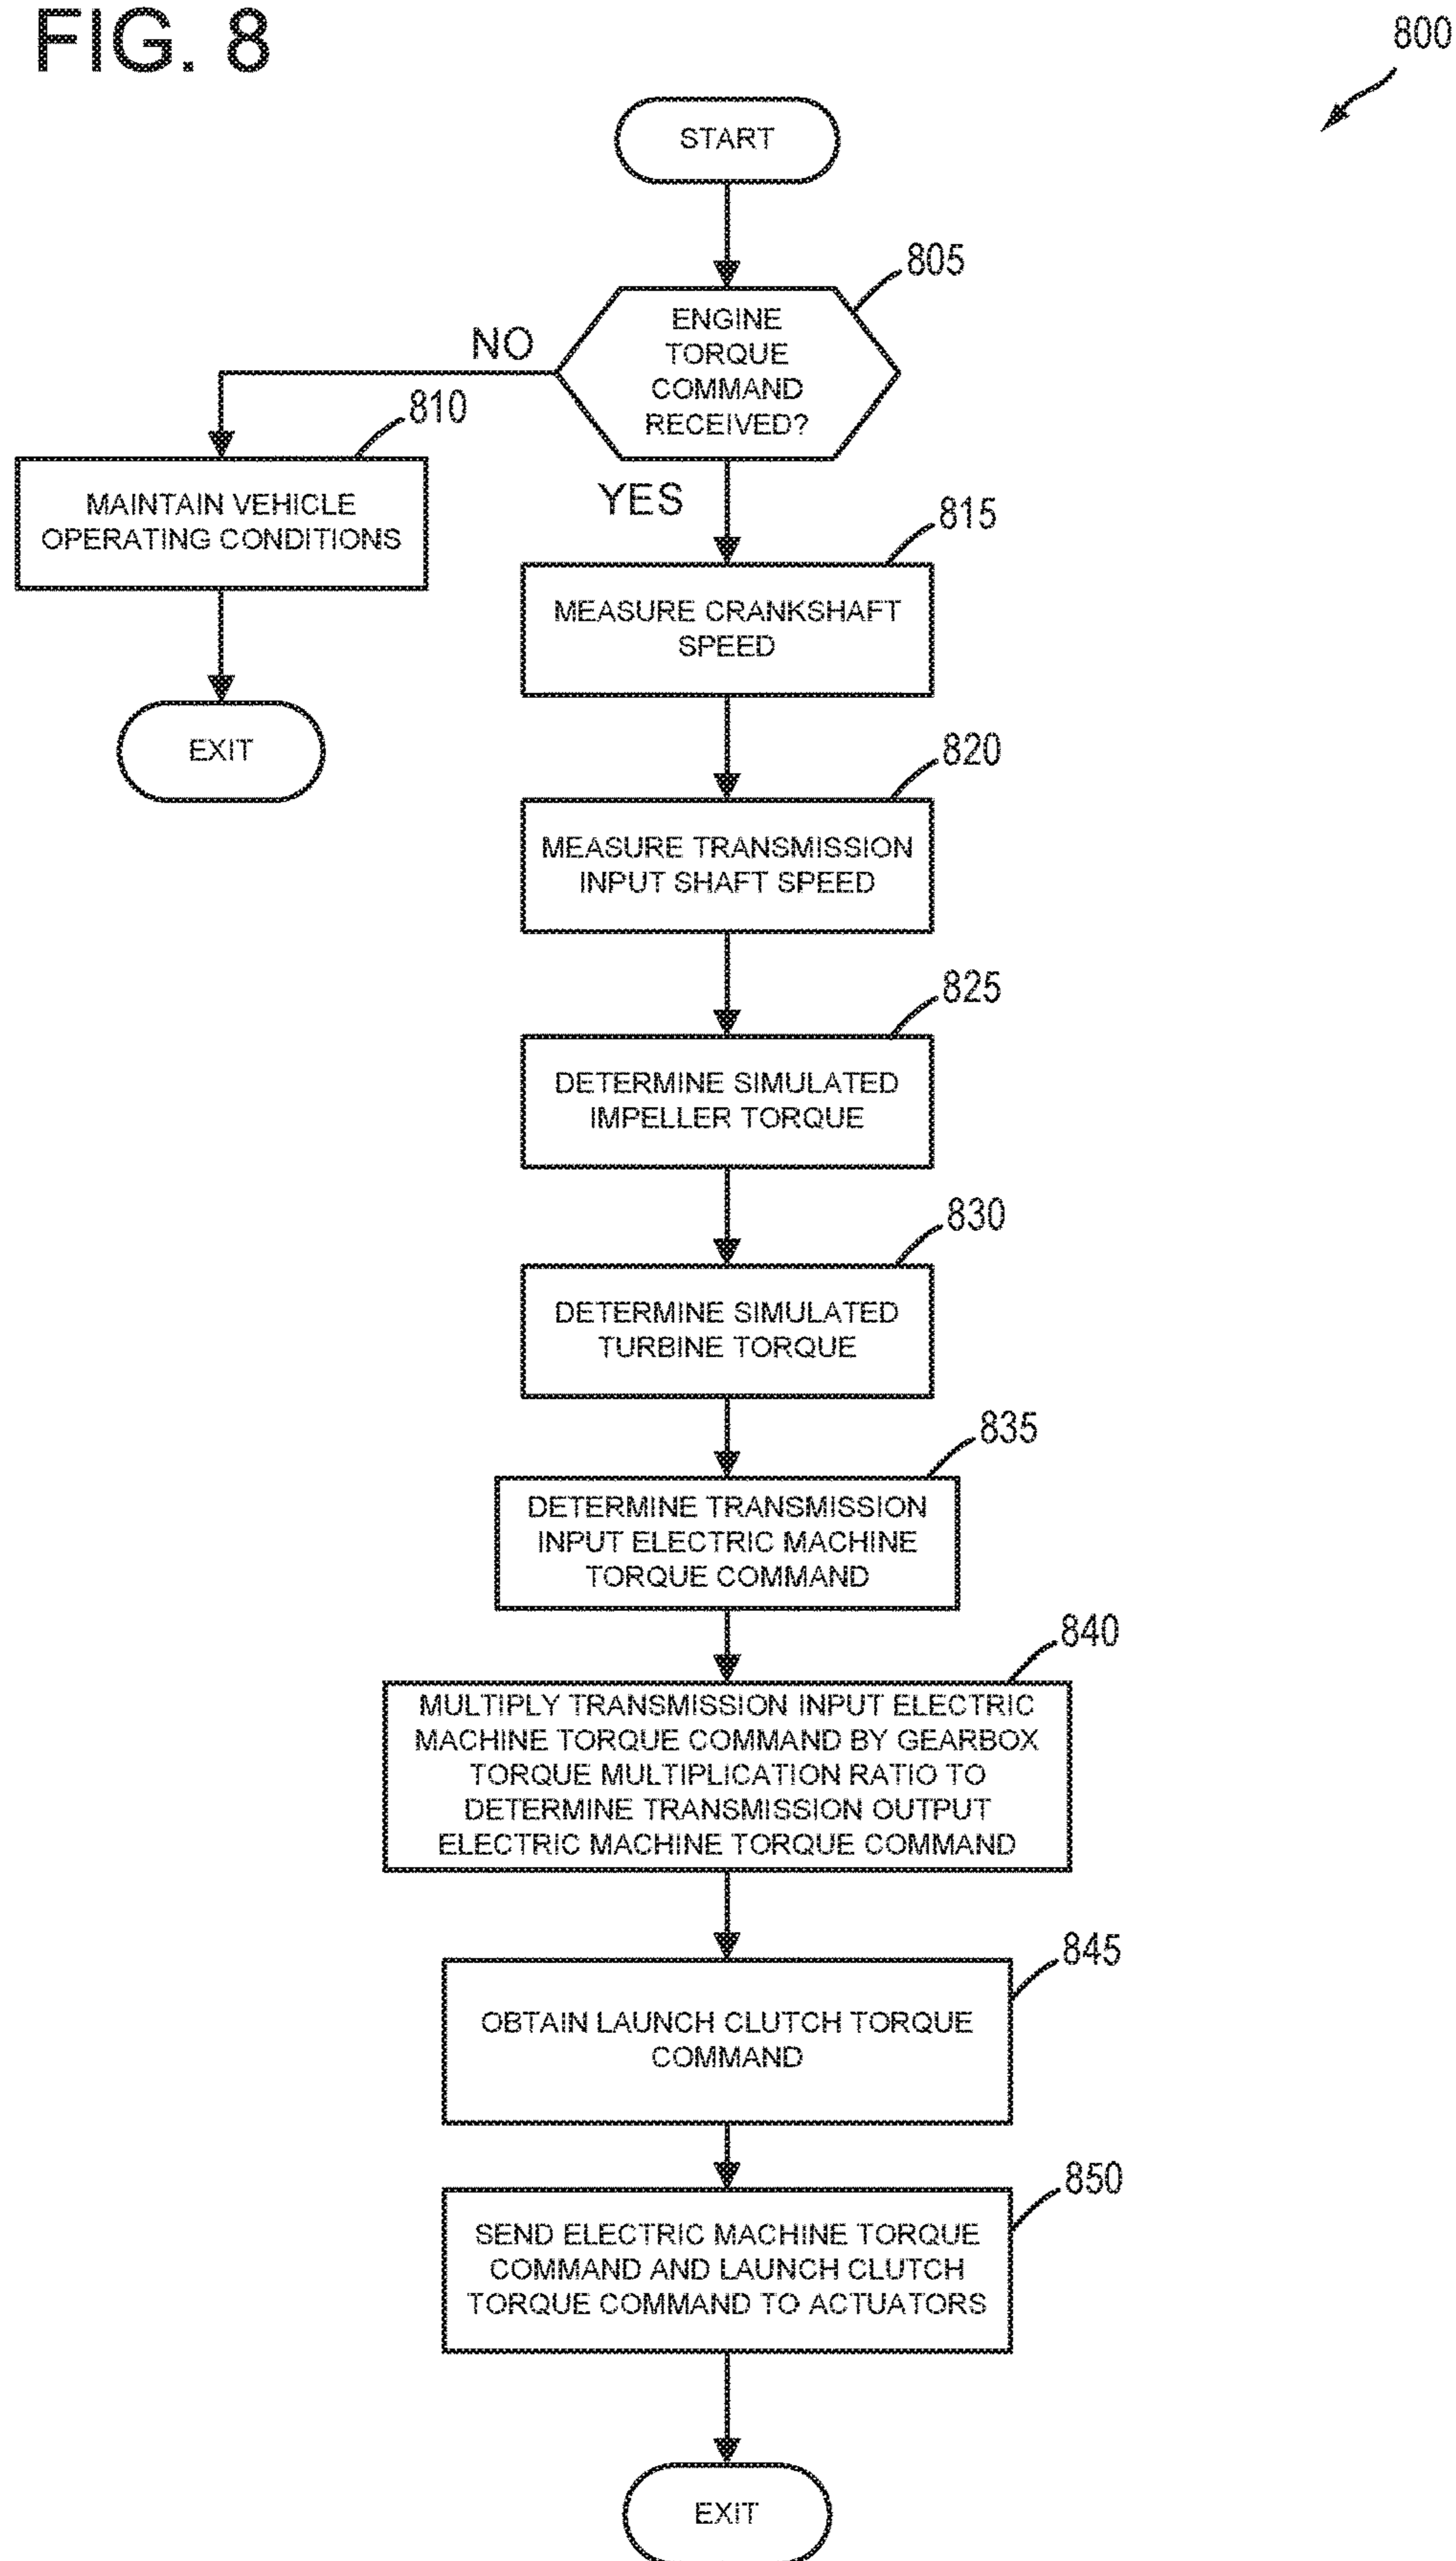 FIG. 8
800
START
805
ENGINE
TORQUE
COMMAND
RECEIVED?
NO
810
MAINTAIN VEHICLE
OPERATING CONDITIONS
EXIT
YES
815
MEASURE CRANKSHAFT
SPEED
820
MEASURE TRANSMISSION
INPUT SHAFT SPEED
825
DETERMINE SIMULATED
IMPELLER TORQUE
830
DETERMINE SIMULATED
TURBINE TORQUE
835
DETERMINE TRANSMISSION
INPUT ELECTRIC MACHINE
TORQUE COMMAND
840
MULTIPLY TRANSMISSION INPUT ELECTRIC
MACHINE TORQUE COMMAND BY GEARBOX
TORQUE MULTIPLICATION RATIO TO
DETERMINE TRANSMISSION OUTPUT
ELECTRIC MACHINE TORQUE COMMAND
845
OBTAIN LAUNCH CLUTCH TORQUE
COMMAND
850
SEND ELECTRIC MACHINE TORQUE
COMMAND AND LAUNCH CLUTCH
TORQUE COMMAND TO ACTUATORS
EXIT